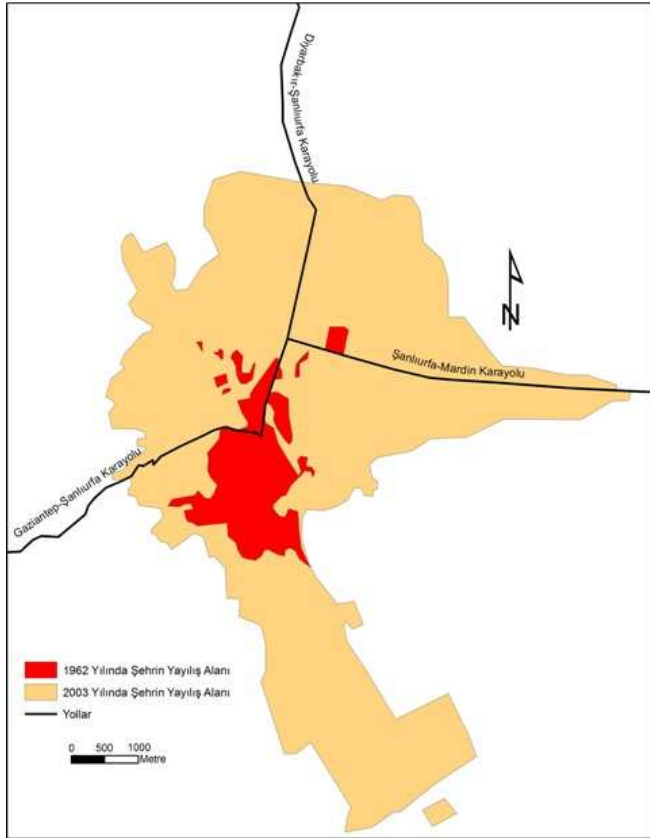 Diyarbakır-Şanlıurfa Karayolu
N
Şanlıurfa-Mardin Karayolu
Gaziantep-Şanlıurfa Karayolu
1962 Yılında Şehrin Yayılış Alanı
2003 Yılında Şehrin Yayılış Alanı
Yollar
0 500 1000
Metre